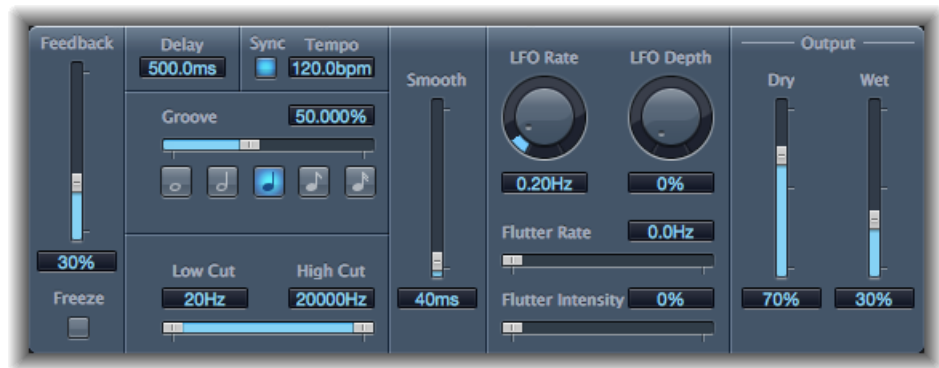 Feedback
30%
Freeze
Delay
500.0ms
Sync Tempo
120.0bpm
Groove 50.000%
Low Cut High Cut
20Hz 20000Hz
Smooth
40ms
LFO Rate LFO Depth
0.20Hz 0%
Flutter Rate 0.0Hz
Flutter Intensity 0%
Output
Dry Wet
70% 30%